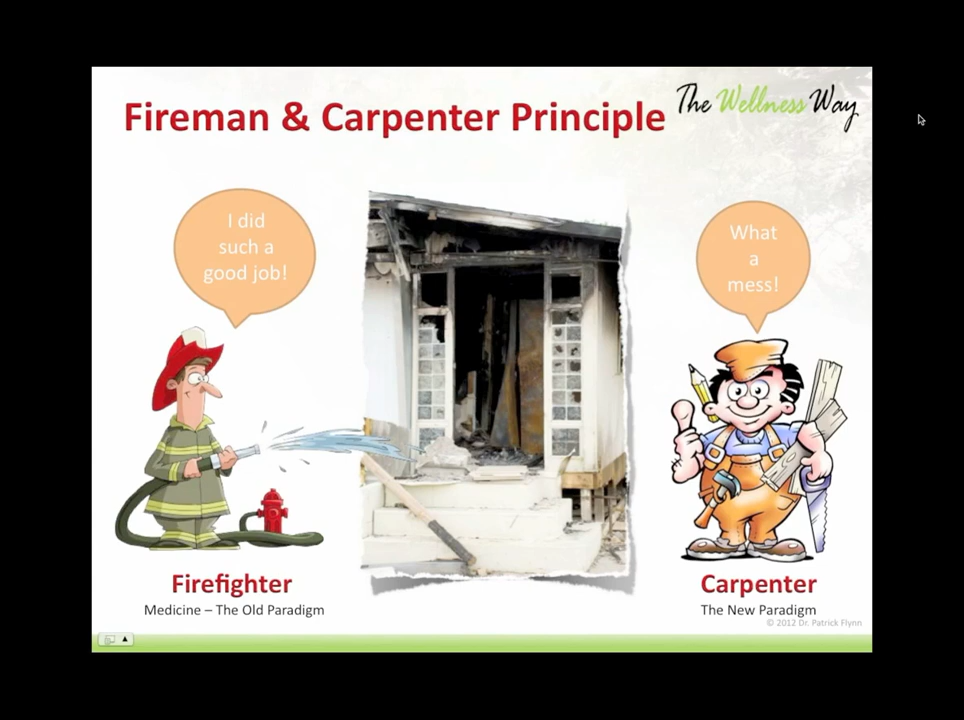 Fireman & Carpenter Principle
The Wellness Way
I did
such a
good job!
What
a
mess!
Firefighter
Medicine – The Old Paradigm
Carpenter
The New Paradigm
© 2012 Dr. Patrick Flynn